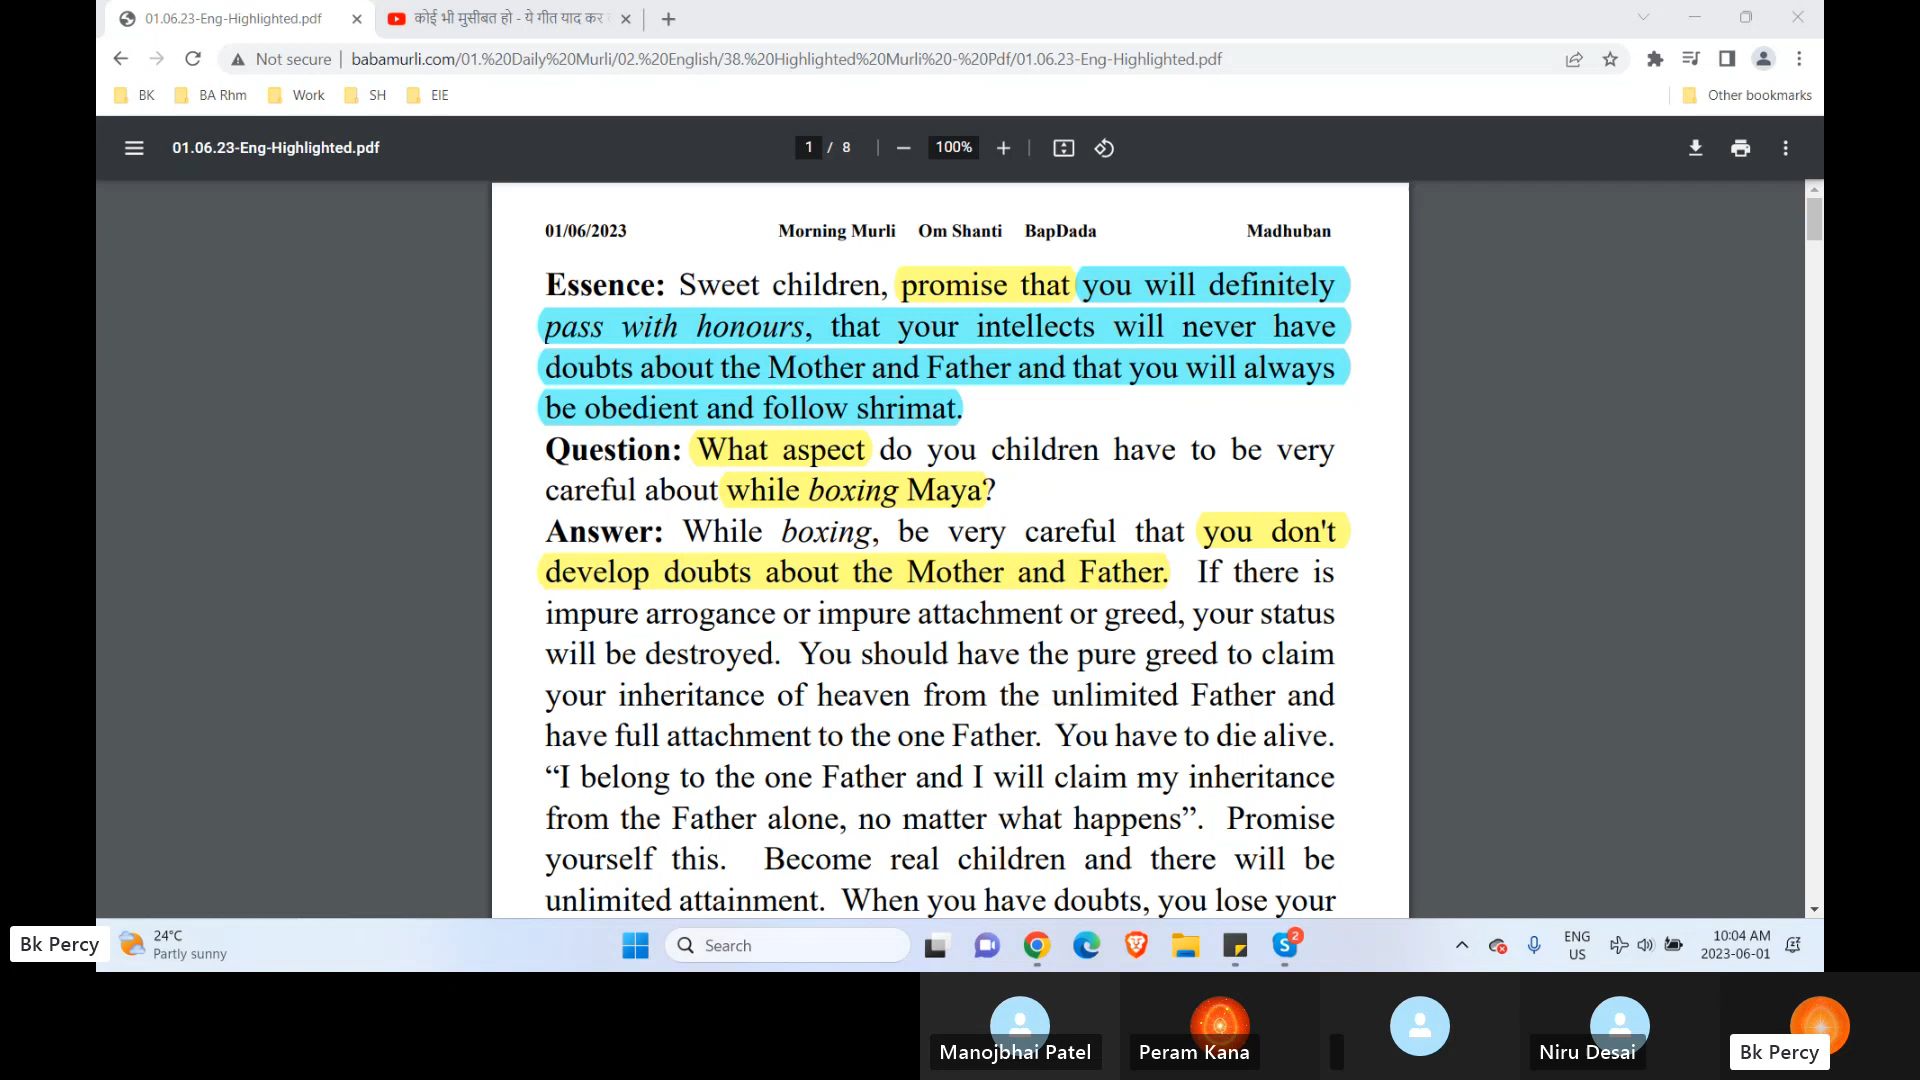 01.06.23-Eng-Highlighted.pdf
कोई भी मुसीबत हो - ये गीत याद कर
Not secure
babamurli.com/01.%20Daily%20Murli/02.%20English/38.%20Highlighted%20Murli%20-%20Pdf/01.06.23-Eng-Highlighted.pdf
BK BA Rhm Work SH EIE Other bookmarks
01.06.23-Eng-Highlighted.pdf 1 / 8 100%
01/06/2023 Morning Murli Om Shanti BapDada Madhuban
Essence: Sweet children, promise that you will definitely
pass with honours, that your intellects will never have
doubts about the Mother and Father and that you will always
be obedient and follow shrimat.
Question: What aspect do you children have to be very
careful about while boxing Maya?
Answer: While boxing, be very careful that you don't
develop doubts about the Mother and Father. If there is
impure arrogance or impure attachment or greed, your status
will be destroyed. You should have the pure greed to claim
your inheritance of heaven from the unlimited Father and
have full attachment to the one Father. You have to die alive.
“I belong to the one Father and I will claim my inheritance
from the Father alone, no matter what happens”. Promise
yourself this. Become real children and there will be
unlimited attainment. When you have doubts, you lose your
Bk Percy
24°C
Partly sunny
Search
2
ENG
US
10:04 AM
2023-06-01
Manojbhai Patel
Peram Kana
Niru Desai
Bk Percy